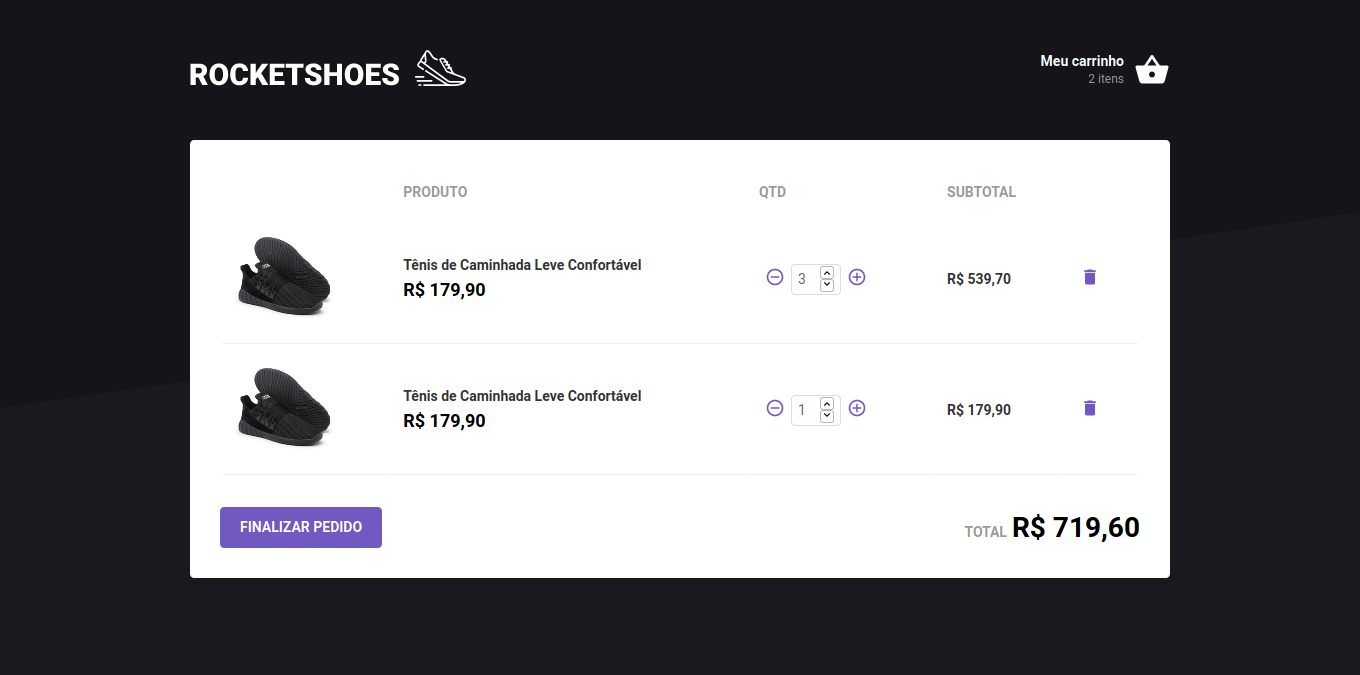 ROCKETSHOES
Meu carrinho
2 itens
PRODUTO QTD SUBTOTAL
Tênis de Caminhada Leve Confortável
R$ 179,90
3
R$ 539,70
Tênis de Caminhada Leve Confortável
R$ 179,90
1
R$ 179,90
FINALIZAR PEDIDO
TOTAL R$ 719,60